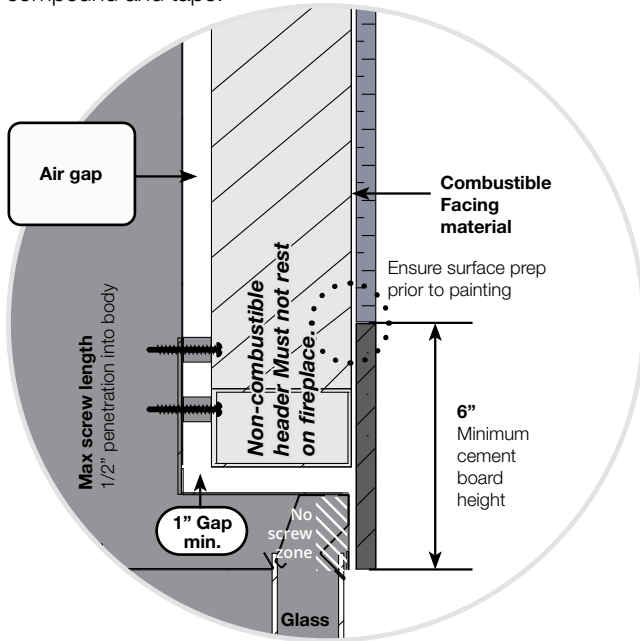 compound and tape.
Air gap
Combustible
Facing
material
Ensure surface prep
prior to painting
Max screw length
1/2” penetration into body
Non-combustible
header Must not rest
on fireplace.
6”
Minimum
cement
board
height
1” Gap
min.
No
screw
zone
Glass